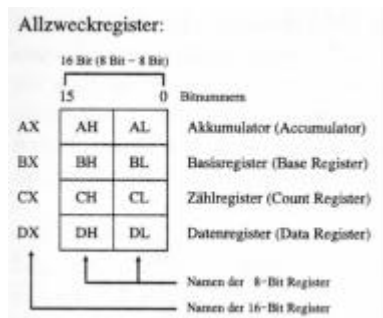 Allzweckregister:
16 Bit (8 Bit – 8 Bit)
15 0 Bitnummern
AX AH AL Akkumulator (Accumulator)
BX BH BL Basisregister (Base Register)
CX CH CL Zählregister (Count Register)
DX DH DL Datenregister (Data Register)
Namen der 8-Bit Register
Namen der 16-Bit Register